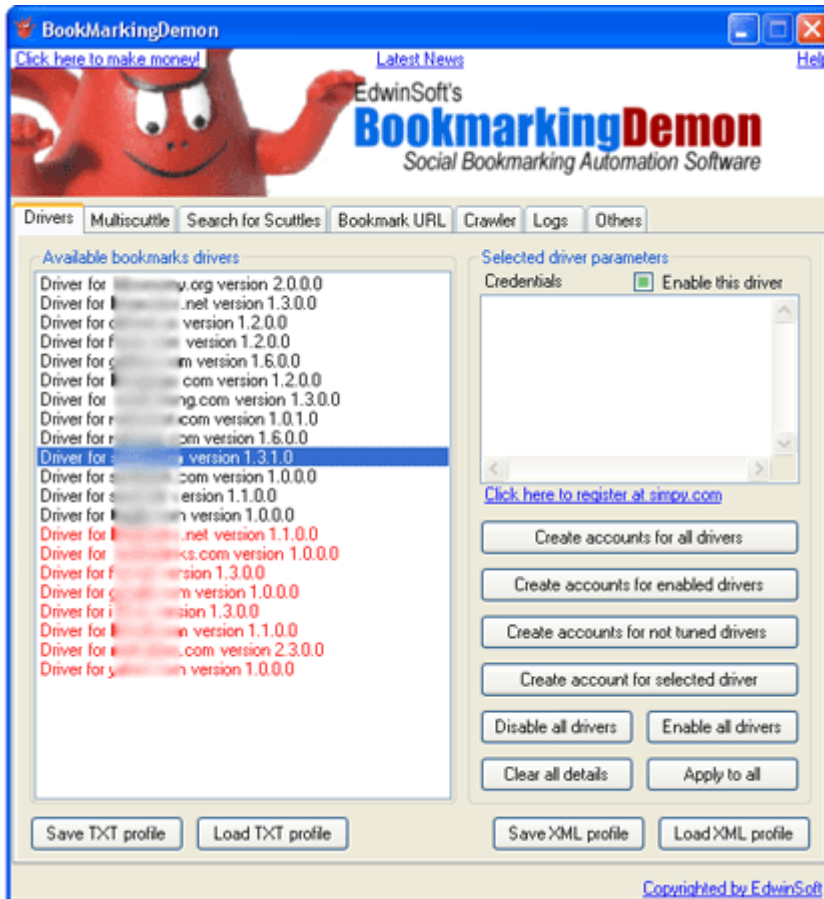 BookMarkingDemon
Click here to make money! Latest News Help
EdwinSoft's
BookmarkingDemon
Social Bookmarking Automation Software
Drivers Multiscuttle Search for Scuttles Bookmark URL Crawler Logs Others
Available bookmarks drivers
Driver for .org version 2.0.0.0
Driver for .net version 1.3.0.0
Driver for version 1.2.0.0
Driver for version 1.2.0.0
Driver for version 1.6.0.0
Driver for .com version 1.2.0.0
Driver for .com version 1.3.0.0
Driver for .com version 1.0.1.0
Driver for .com version 1.6.0.0
Driver for version 1.3.1.0
Driver for .com version 1.0.0.0
Driver for version 1.1.0.0
Driver for version 1.0.0.0
Driver for .net version 1.1.0.0
Driver for .com version 1.0.0.0
Driver for version 1.3.0.0
Driver for version 1.0.0.0
Driver for version 1.3.0.0
Driver for version 1.1.0.0
Driver for .com version 2.3.0.0
Driver for version 1.0.0.0
Selected driver parameters
Credentials Enable this driver
Click here to register at simpy.com
Create accounts for all drivers
Create accounts for enabled drivers
Create accounts for not tuned drivers
Create account for selected driver
Disable all drivers Enable all drivers
Clear all details Apply to all
Save TXT profile Load TXT profile Save XML profile Load XML profile
Copyrighted by EdwinSoft